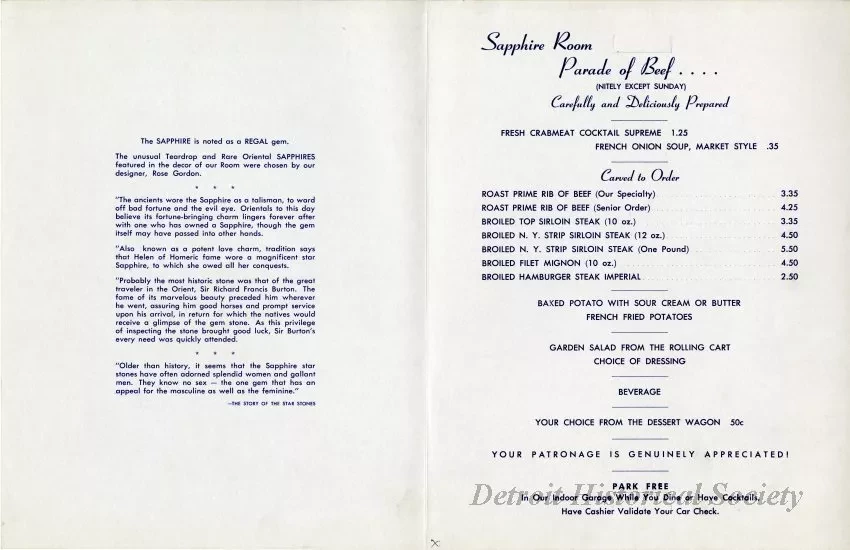 The SAPPHIRE is noted as a REGAL gem.
The unusual Teardrop and Rare Oriental SAPPHIRES
featured in the decor of our Room were chosen by our
designer, Rose Gordon.
* * *
"The ancients wore the Sapphire as a talisman, to ward
off bad fortune and the evil eye. Orientals to this day
believe its fortune-bringing charm lingers forever after
with one who has owned a Sapphire, though the gem
itself may have passed into other hands.
"Also known as a potent love charm, tradition says
that Helen of Homeric fame wore a magnificent star
Sapphire, to which she owed all her conquests.
"Probably the most historic stone was that of the great
traveler in the Orient, Sir Richard Francis Burton. The
fame of its marvelous beauty preceded him wherever
he went, assuring him good horses and prompt service
upon his arrival, in return for which the natives would
receive a glimpse of the gem stone. As this privilege
of inspecting the stone brought good luck, Sir Burton's
every need was quickly attended.
* * *
"Older than history, it seems that the Sapphire star
stones have often adorned splendid women and gallant
men. They know no sex — the one gem that has an
appeal for the masculine as well as the feminine."
—THE STORY OF THE STAR STONES
Sapphire Room
Parade of Beef . . . .
(NITELY EXCEPT SUNDAY)
Carefully and Deliciously Prepared
FRESH CRABMEAT COCKTAIL SUPREME 1.25
FRENCH ONION SOUP, MARKET STYLE .35
Carved to Order
ROAST PRIME RIB OF BEEF (Our Specialty) 3.35
ROAST PRIME RIB OF BEEF (Senior Order) 4.25
BROILED TOP SIRLOIN STEAK (10 oz.) 3.35
BROILED N. Y. STRIP SIRLOIN STEAK (12 oz.) 4.50
BROILED N. Y. STRIP SIRLOIN STEAK (One Pound) 5.50
BROILED FILET MIGNON (10 oz.) 4.50
BROILED HAMBURGER STEAK IMPERIAL 2.50
BAKED POTATO WITH SOUR CREAM OR BUTTER
FRENCH FRIED POTATOES
GARDEN SALAD FROM THE ROLLING CART
CHOICE OF DRESSING
BEVERAGE
YOUR CHOICE FROM THE DESSERT WAGON 50c
YOUR PATRONAGE IS GENUINELY APPRECIATED!
PARK FREE
In Our Indoor Garage While You Dine or Have Cocktails.
Have Cashier Validate Your Car Check.
Detroit Historical Society